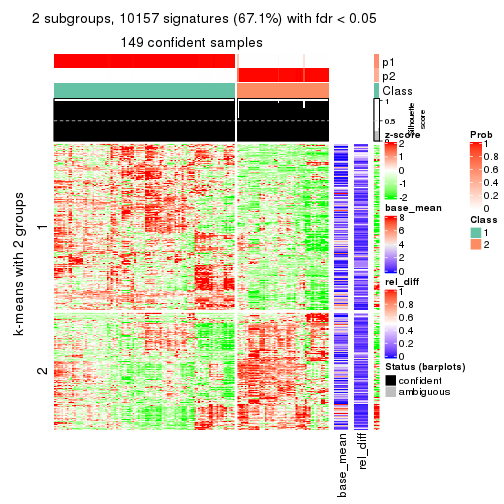 2 subgroups, 10157 signatures (67.1%) with fdr < 0.05
149 confident samples
p1
p2
Class
1
0.5
0
Silhouette
score
k-means with 2 groups
1
2
z-score
2
1
0
-1
-2
base_mean
8
6
4
2
0
rel_diff
1
0.8
0.6
0.4
0.2
0
Status (barplots)
confident
ambiguous
Prob
1
0.8
0.6
0.4
0.2
0
Class
1
2
base_mean
rel_diff